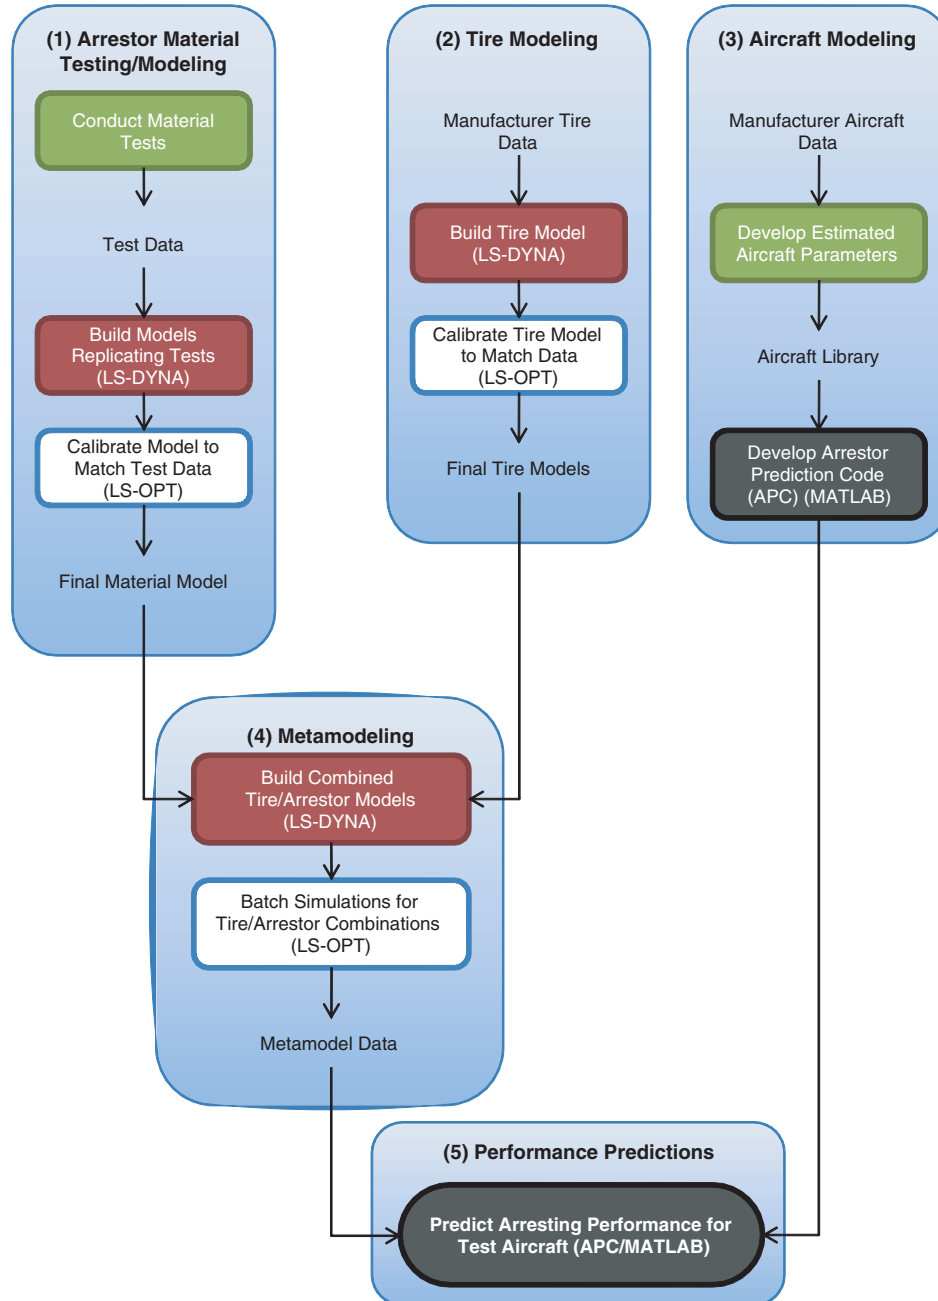 (1) Arrestor Material
Testing/Modeling
Conduct Material
Tests
Test Data
Build Models
Replicating Tests
(LS-DYNA)
Calibrate Model to
Match Test Data
(LS-OPT)
Final Material Model
(2) Tire Modeling
Manufacturer Tire
Data
Build Tire Model
(LS-DYNA)
Calibrate Tire Model
to Match Data
(LS-OPT)
Final Tire Models
(3) Aircraft Modeling
Manufacturer Aircraft
Data
Develop Estimated
Aircraft Parameters
Aircraft Library
Develop Arrestor
Prediction Code
(APC) (MATLAB)
(4) Metamodeling
Build Combined
Tire/Arrestor Models
(LS-DYNA)
Batch Simulations for
Tire/Arrestor Combinations
(LS-OPT)
Metamodel Data
(5) Performance Predictions
Predict Arresting Performance for
Test Aircraft (APC/MATLAB)